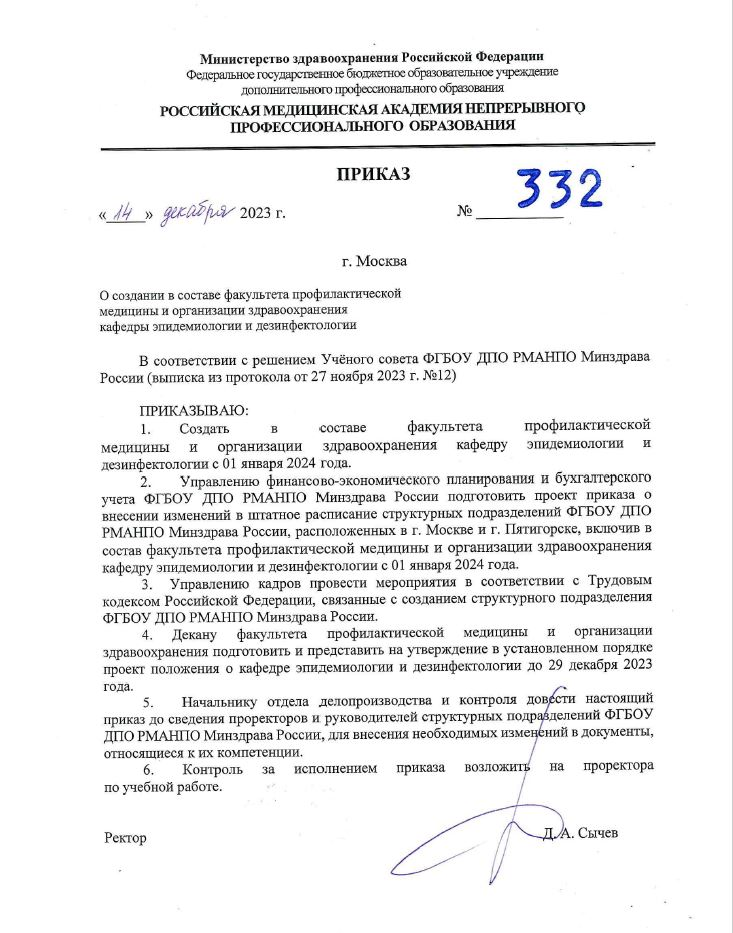 Министерство здравоохранения Российской Федерации
Федеральное государственное бюджетное образовательное учреждение
дополнительного профессионального образования
РОССИЙСКАЯ МЕДИЦИНСКАЯ АКАДЕМИЯ НЕПРЕРЫВНОГО
ПРОФЕССИОНАЛЬНОГО ОБРАЗОВАНИЯ
ПРИКАЗ
« 14 » декабря 2023 г. № 332
г. Москва
О создании в составе факультета профилактической
медицины и организации здравоохранения
кафедры эпидемиологии и дезинфектологии
В соответствии с решением Учёного совета ФГБОУ ДПО РМАНПО Минздрава
России (выписка из протокола от 27 ноября 2023 г. №12)
ПРИКАЗЫВАЮ:
1. Создать в составе факультета профилактической
медицины и организации здравоохранения кафедру эпидемиологии и
дезинфектологии с 01 января 2024 года.
2. Управлению финансово-экономического планирования и бухгалтерского
учета ФГБОУ ДПО РМАНПО Минздрава России подготовить проект приказа о
внесении изменений в штатное расписание структурных подразделений ФГБОУ ДПО
РМАНПО Минздрава России, расположенных в г. Москве и г. Пятигорске, включив в
состав факультета профилактической медицины и организации здравоохранения
кафедру эпидемиологии и дезинфектологии с 01 января 2024 года.
3. Управлению кадров провести мероприятия в соответствии с Трудовым
кодексом Российской Федерации, связанные с созданием структурного подразделения
ФГБОУ ДПО РМАНПО Минздрава России.
4. Декану факультета профилактической медицины и организации
здравоохранения подготовить и представить на утверждение в установленном порядке
проект положения о кафедре эпидемиологии и дезинфектологии до 29 декабря 2023
года.
5. Начальнику отдела делопроизводства и контроля довести настоящий
приказ до сведения проректоров и руководителей структурных подразделений ФГБОУ
ДПО РМАНПО Минздрава России, для внесения необходимых изменений в документы,
относящиеся к их компетенции.
6. Контроль за исполнением приказа возложить на проректора
по учебной работе.
Ректор Д. А. Сычев